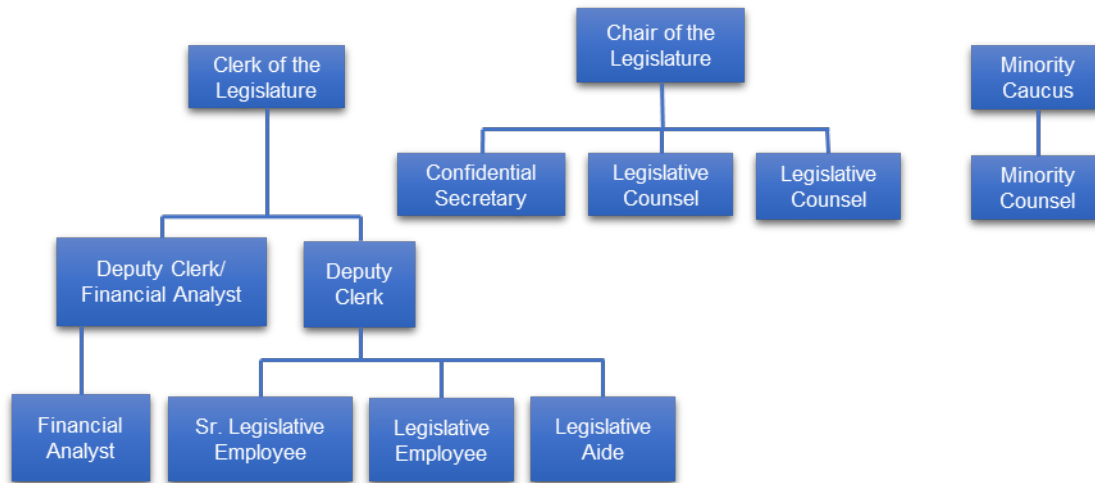 Clerk of the
Legislature
Chair of the
Legislature
Minority
Caucus
Confidential
Secretary
Legislative
Counsel
Legislative
Counsel
Minority
Counsel
Deputy Clerk/
Financial Analyst
Deputy
Clerk
Financial
Analyst
Sr. Legislative
Employee
Legislative
Employee
Legislative
Aide